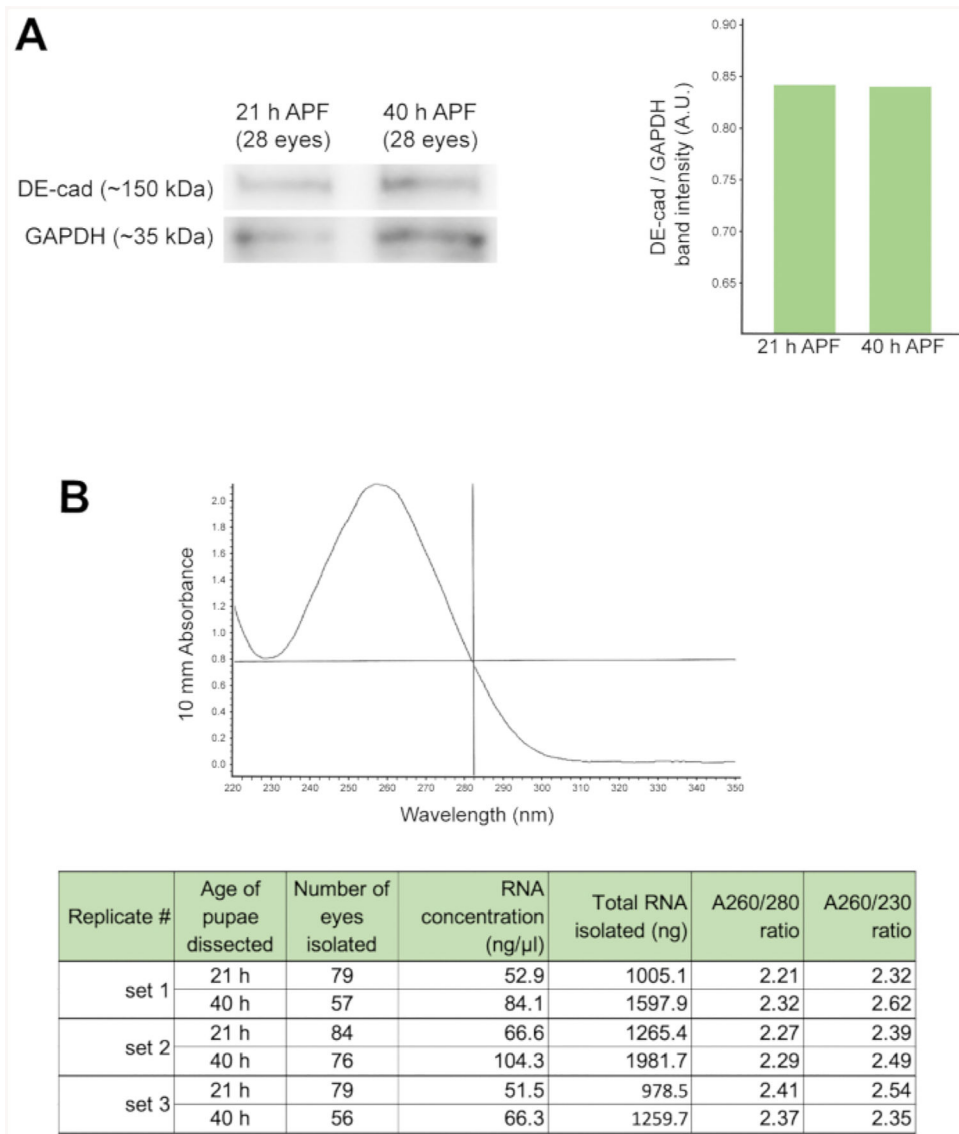 A
21 h APF 40 h APF
(28 eyes) (28 eyes)
DE-cad (~150 kDa)
GAPDH (~35 kDa)
DE-cad / GAPDH
band intensity (A.U.)
0.90
0.85
0.80
0.75
0.70
0.65
21 h APF 40 h APF
B
10 mm Absorbance
2.0
1.8
1.6
1.4
1.2
1.0
0.8
0.6
0.4
0.2
0.0
220 230 240 250 260 270 280 290 300 310 320 330 340 350
Wavelength (nm)
Replicate # Age of pupae dissected Number of eyes isolated RNA concentration (ng/µl) Total RNA isolated (ng) A260/280 ratio A260/230 ratio
set 1 21 h 79 52.9 1005.1 2.21 2.32
40 h 57 84.1 1597.9 2.32 2.62
set 2 21 h 84 66.6 1265.4 2.27 2.39
40 h 76 104.3 1981.7 2.29 2.49
set 3 21 h 79 51.5 978.5 2.41 2.54
40 h 56 66.3 1259.7 2.37 2.35